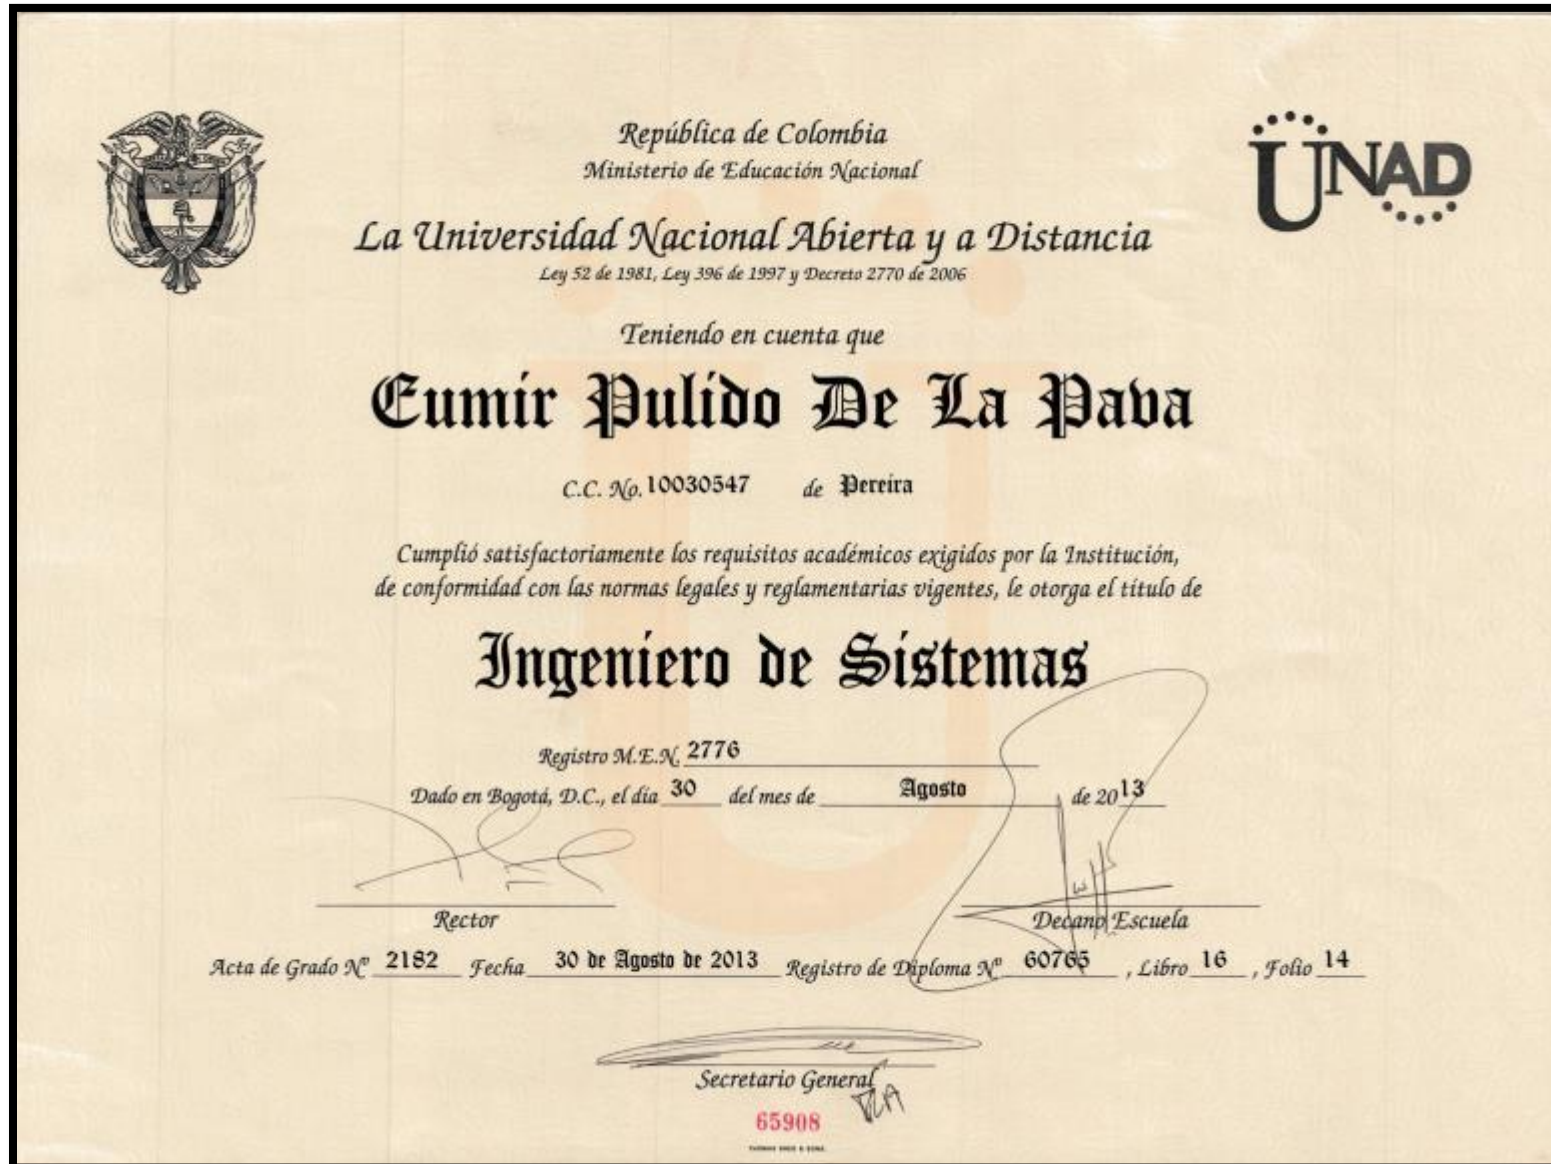 República de Colombia
Ministerio de Educación Nacional
UNAD
La Universidad Nacional Abierta y a Distancia
Ley 52 de 1981, Ley 396 de 1997 y Decreto 2770 de 2006
Teniendo en cuenta que
Eumir Pulido De La Pava
C.C. No. 10030547 de Pereira
Cumplió satisfactoriamente los requisitos académicos exigidos por la Institución,
de conformidad con las normas legales y reglamentarias vigentes, le otorga el título de
Ingeniero de Sistemas
Registro M.E.N. 2776
Dado en Bogotá, D.C., el día 30 del mes de Agosto de 2013
Rector
Decano Escuela
Acta de Grado Nº 2182 Fecha 30 de Agosto de 2013 Registro de Diploma Nº 60765, Libro 16, Folio 14
Secretario General
65908